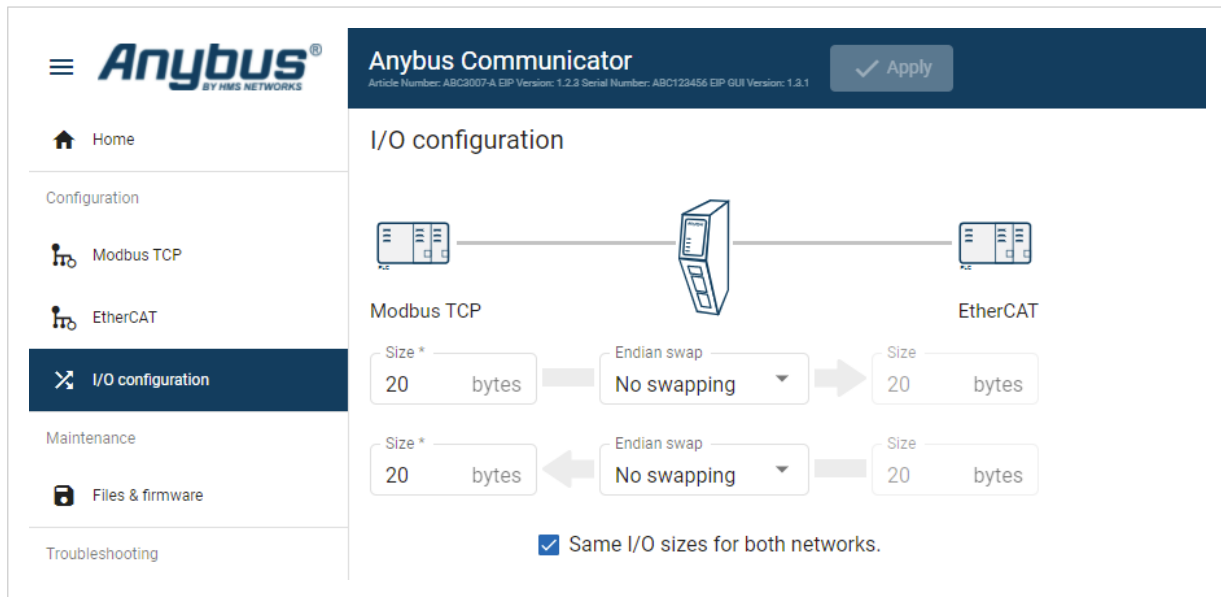 Anybus®
BY HMS NETWORKS
Anybus Communicator
Article Number: ABC3007-A EIP Version: 1.2.3 Serial Number: ABC123456 EIP GUI Version: 1.3.1
Apply
Home
Configuration
Modbus TCP
EtherCAT
I/O configuration
Maintenance
Files & firmware
Troubleshooting
I/O configuration
PLC
ANYBUS
PLC
Modbus TCP
EtherCAT
Size *
Endian swap
Size
20 bytes
No swapping
20 bytes
Size *
Endian swap
Size
20 bytes
No swapping
20 bytes
Same I/O sizes for both networks.